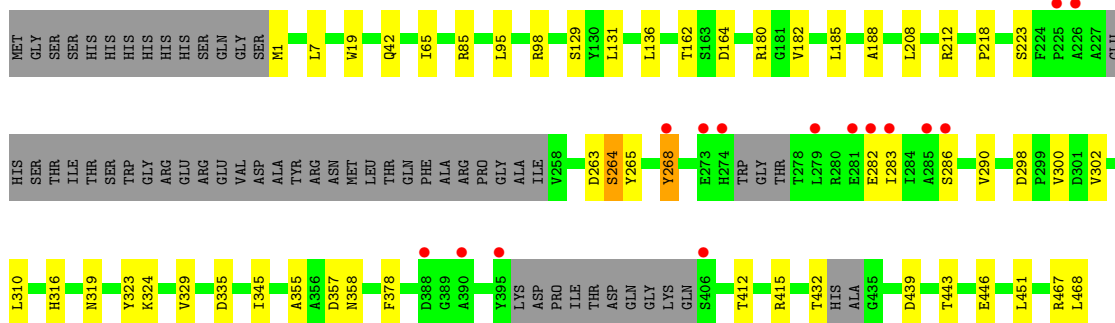 MET GLY SER SER HIS HIS HIS HIS HIS HIS SER GLN GLY SER M1 L7 W19 Q42 I65 R85 L95 R98 S129 Y130 L131 L136 T162 S163 D164 R180 G181 V182 L185 A188 L208 R212 P218 S223 F224 P225 A226 A227 GLU
HIS SER THR ILE THR SER TRP GLY ARG GLU ARG GLU VAL ASP ALA TYR ARG ASN MET LEU THR GLN PHE ALA ARG PRO GLY ALA ILE V258 D263 S264 Y265 Y268 E273 H274 TRP GLY THR T278 L279 R280 E281 E282 I283 I284 A285 S286 V290 D298 P299 V300 D301 V302
L310 H316 N319 Y323 K324 V329 D335 I345 A355 A356 D357 N358 F378 D388 G389 A390 Y395 LYS ASP PRO ILE THR ASP GLN GLY LYS GLN S406 T412 R415 T432 HIS ALA G435 D439 T443 E446 L451 R467 L468